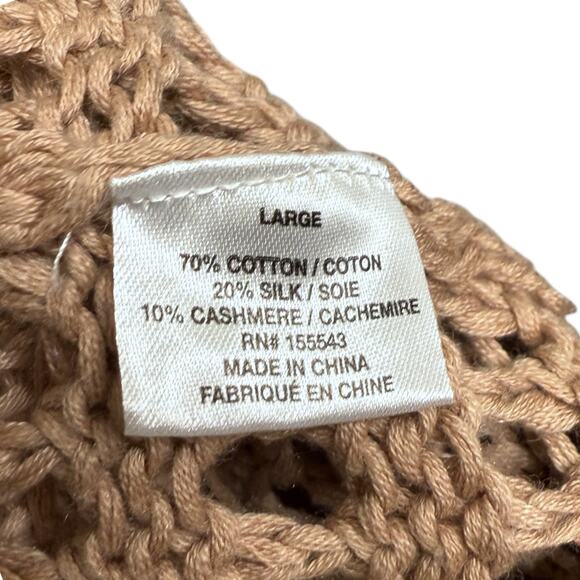 LARGE
70% COTTON / COTON
20% SILK / SOIE
10% CASHMERE / CACHEMIRE
RN# 155543
MADE IN CHINA
FABRIQUÉ EN CHINE